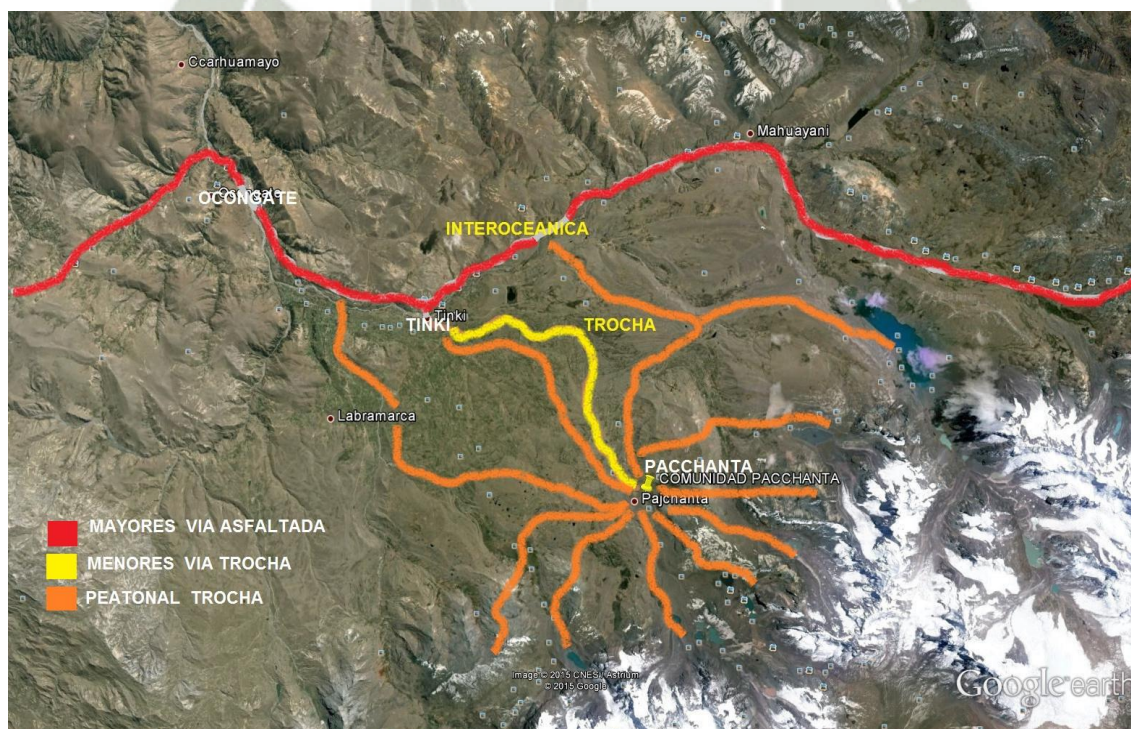 Ccarhuamayo
Mahuayani
OCONGATE
INTEROCEANICA
Tinki
TINKI
TROCHA
Labramarca
PACCHANTA
COMUNIDAD PACCHANTA
Pajchanta
MAYORES VIA ASFALTADA
MENORES VIA TROCHA
PEATONAL TROCHA
Image © 2015 CNES / Astrium
© 2015 Google
Google earth